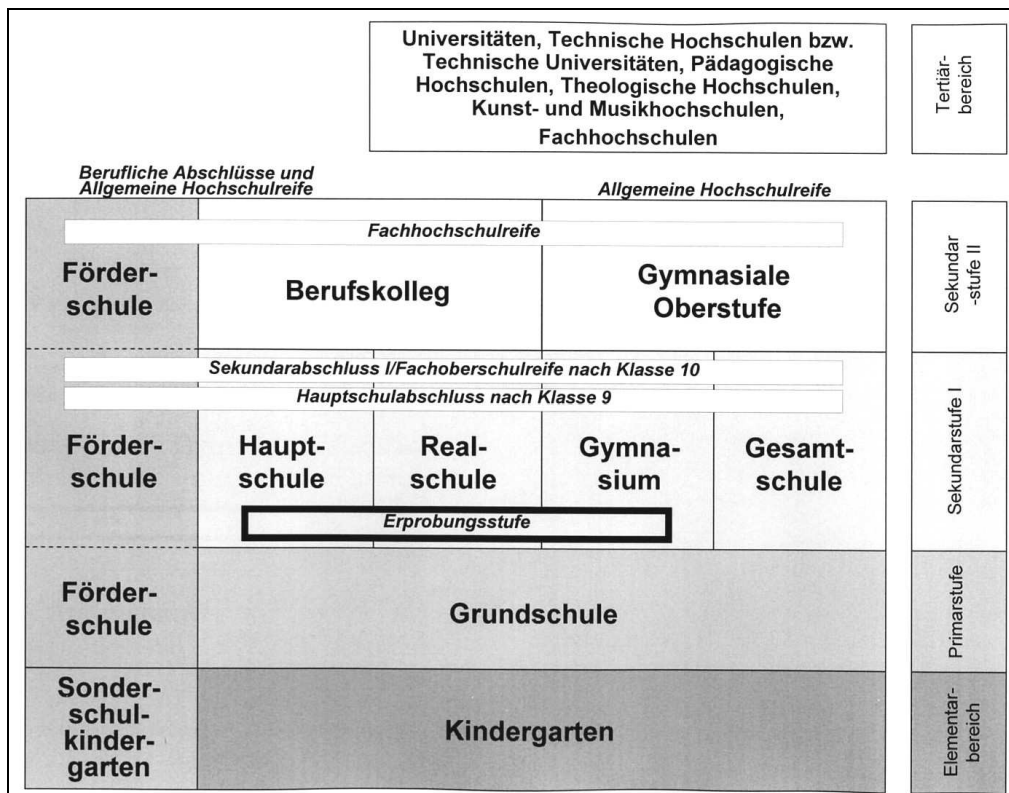 Universitäten, Technische Hochschulen bzw.
Technische Universitäten, Pädagogische
Hochschulen, Theologische Hochschulen,
Kunst- und Musikhochschulen,
Fachhochschulen
Tertiär-
bereich
Berufliche Abschlüsse und
Allgemeine Hochschulreife
Allgemeine Hochschulreife
Fachhochschulreife
Förder-
schule
Berufskolleg
Gymnasiale
Oberstufe
Sekundar
-stufe II
Sekundarabschluss I/Fachoberschulreife nach Klasse 10
Hauptschulabschluss nach Klasse 9
Förder-
schule
Haupt-
schule
Real-
schule
Gymna-
sium
Gesamt-
schule
Erprobungsstufe
Sekundarstufe I
Förder-
schule
Grundschule
Primarstufe
Sonder-
schul-
kinder-
garten
Kindergarten
Elementar-
bereich